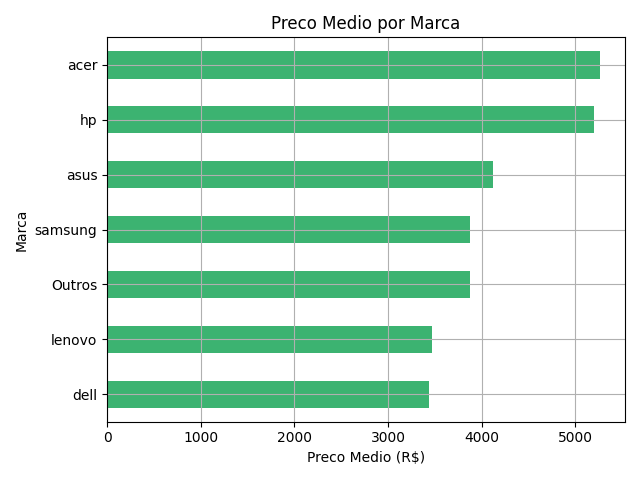 Preco Medio por Marca
acer
hp
asus
samsung
Outros
lenovo
dell
Marca
0 1000 2000 3000 4000 5000
Preco Medio (R$)